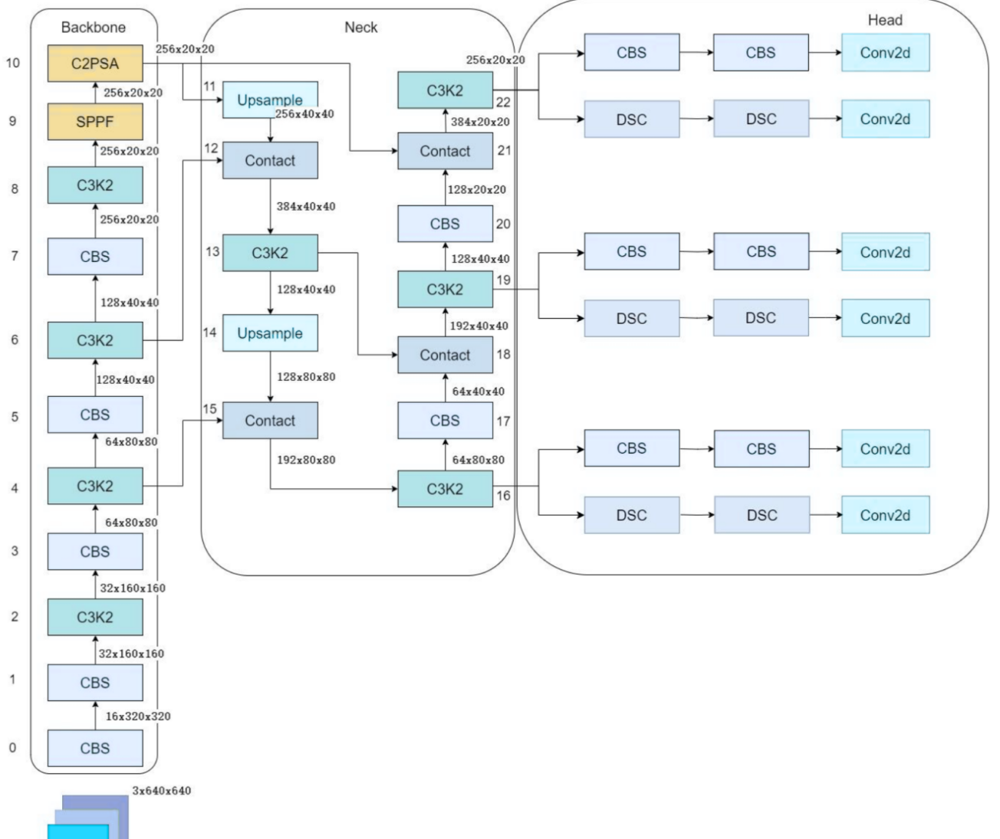 Backbone
10
C2PSA
256x20x20
9
SPPF
256x20x20
8
C3K2
256x20x20
7
CBS
128x40x40
6
C3K2
128x40x40
5
CBS
64x80x80
4
C3K2
64x80x80
3
CBS
32x160x160
2
C3K2
32x160x160
1
CBS
16x320x320
0
CBS
3x640x640
Neck
256x20x20
11
Upsample
256x40x40
12
Contact
384x40x40
13
C3K2
128x40x40
14
Upsample
128x80x80
15
Contact
192x80x80
256x20x20
C3K2
22
384x20x20
Contact
21
128x20x20
CBS
20
128x40x40
C3K2
19
192x40x40
Contact
18
64x40x40
CBS
17
64x80x80
C3K2
16
Head
CBS CBS Conv2d
DSC DSC Conv2d
CBS CBS Conv2d
DSC DSC Conv2d
CBS CBS Conv2d
DSC DSC Conv2d